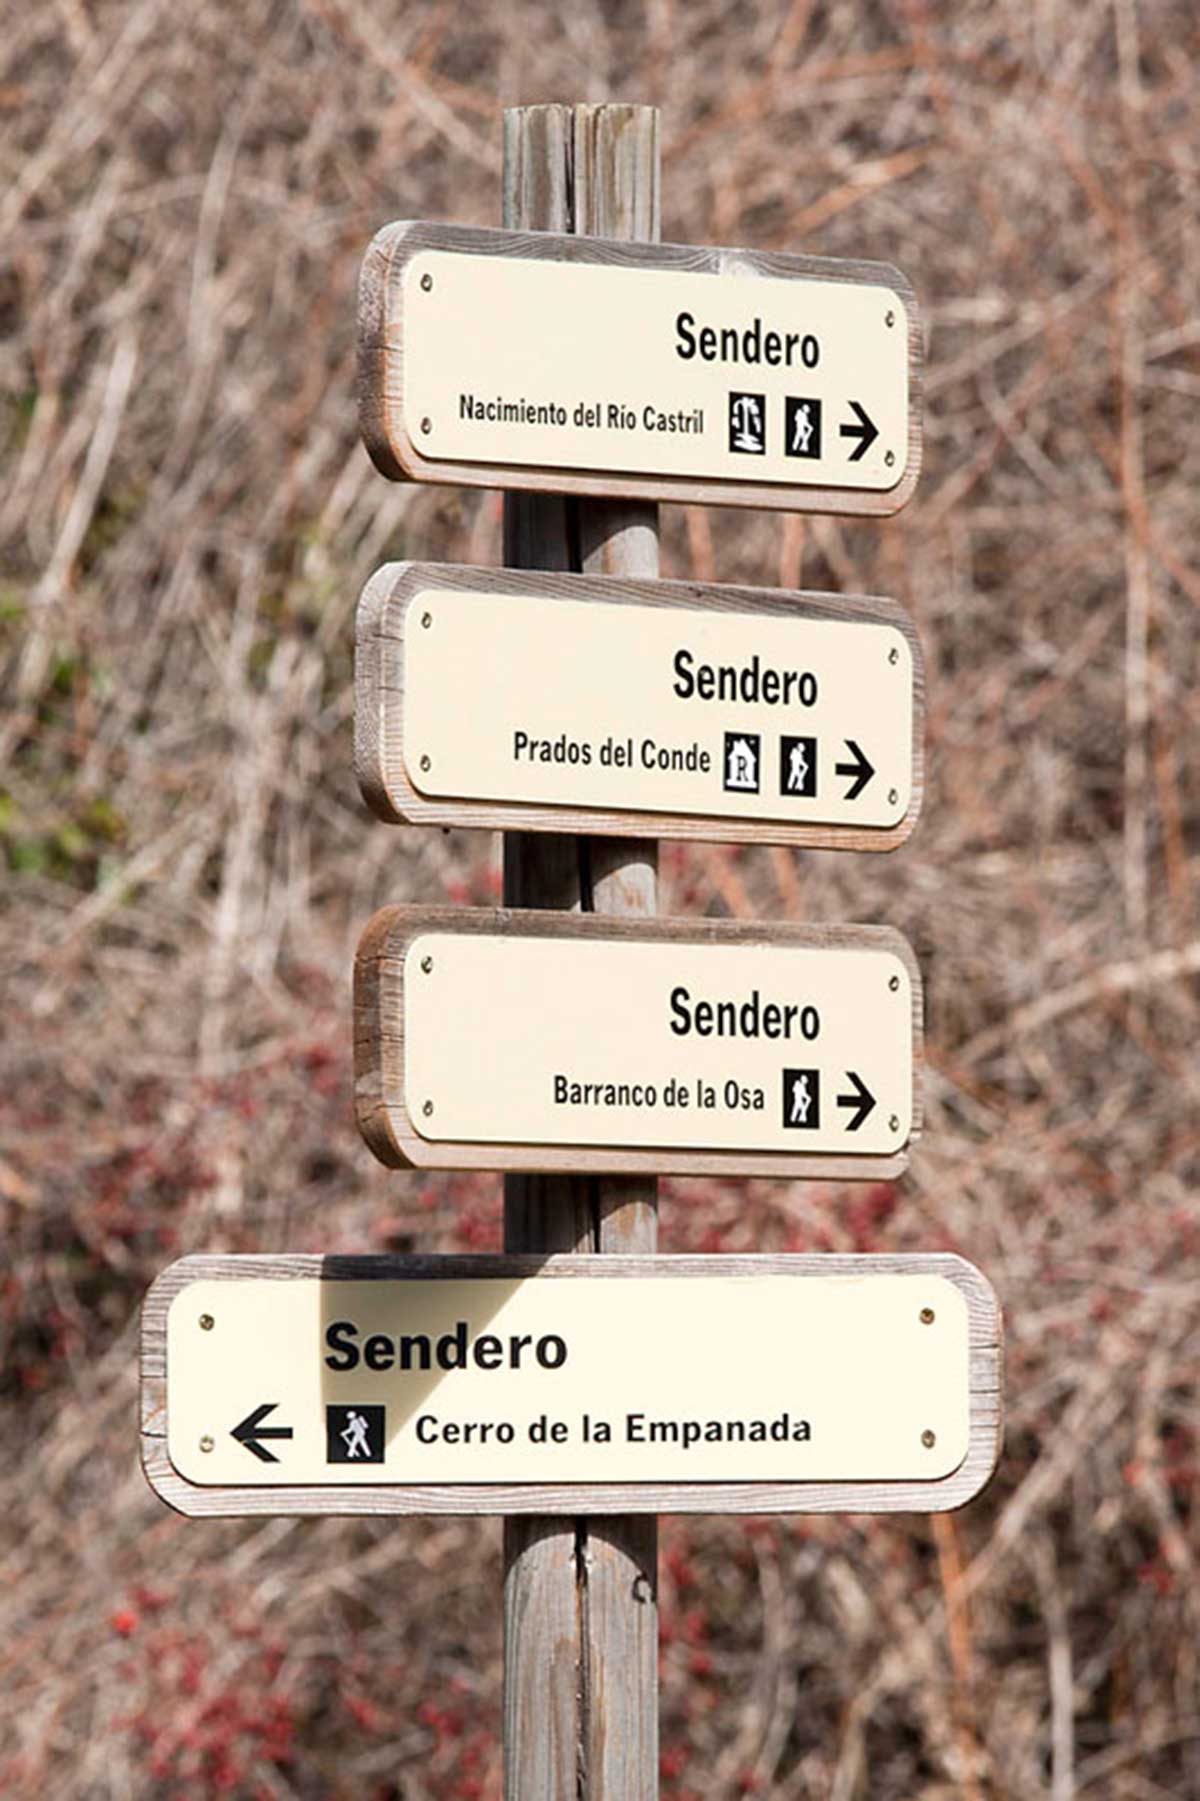 Sendero
Nacimiento del Río Castril
Sendero
Prados del Conde R
Sendero
Barranco de la Osa
Sendero
Cerro de la Empanada